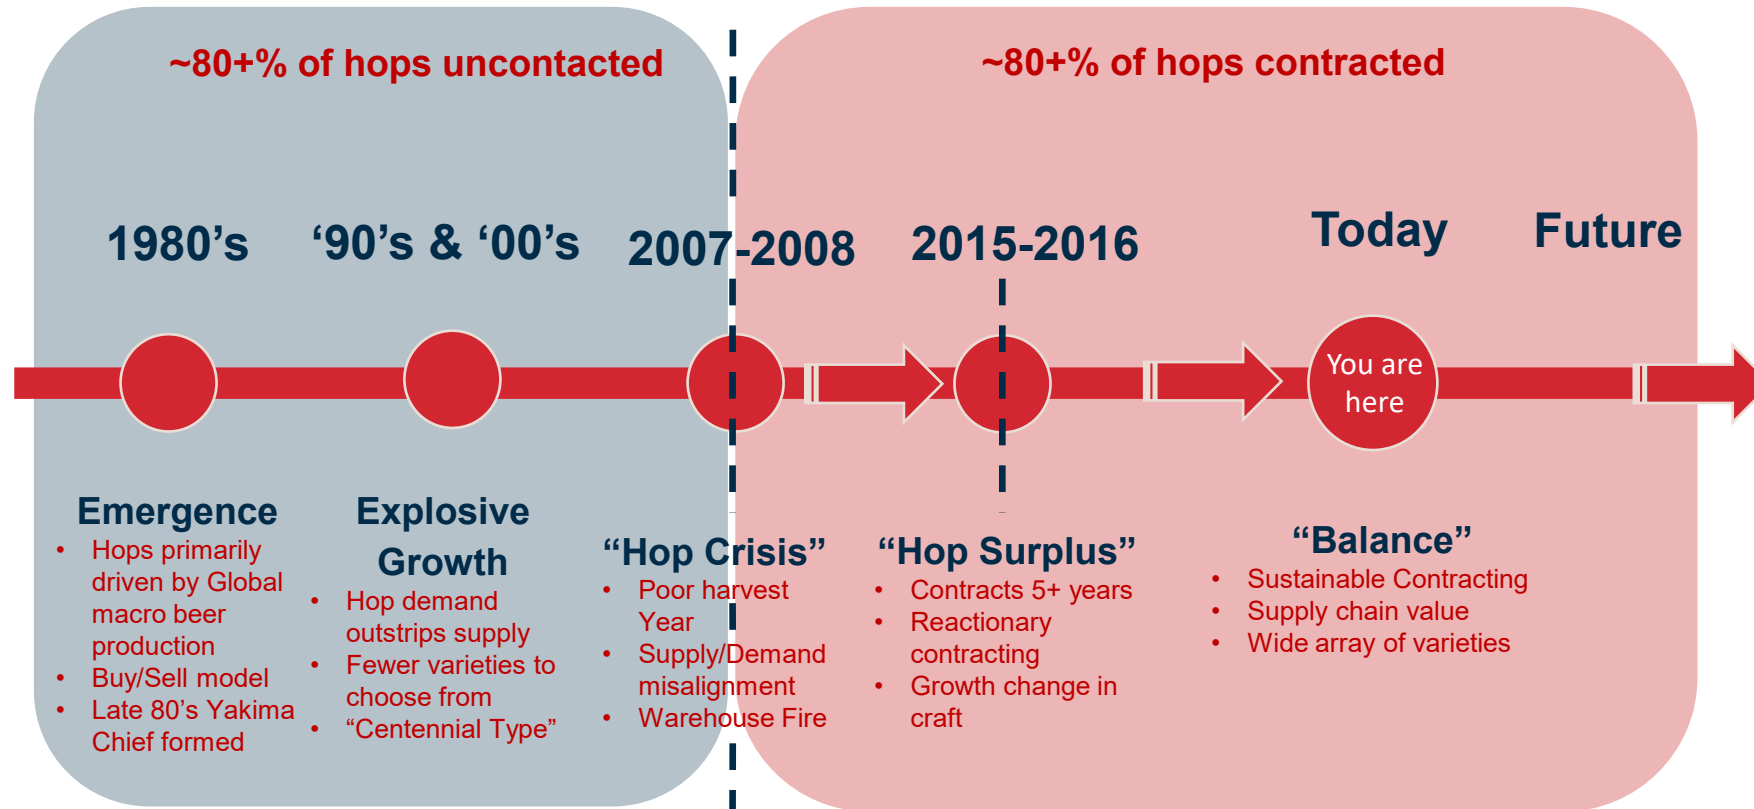 ~80+% of hops uncontacted
~80+% of hops contracted
1980’s
‘90’s & ‘00’s
2007-2008
2015-2016
Today
Future
You are
here
Emergence
• Hops primarily
driven by Global
macro beer
production
• Buy/Sell model
• Late 80’s Yakima
Chief formed
Explosive
Growth
• Hop demand
outstrips supply
• Fewer varieties to
choose from
• “Centennial Type”
“Hop Crisis”
• Poor harvest
Year
• Supply/Demand
misalignment
• Warehouse Fire
“Hop Surplus”
• Contracts 5+ years
• Reactionary
contracting
• Growth change in
craft
“Balance”
• Sustainable Contracting
• Supply chain value
• Wide array of varieties